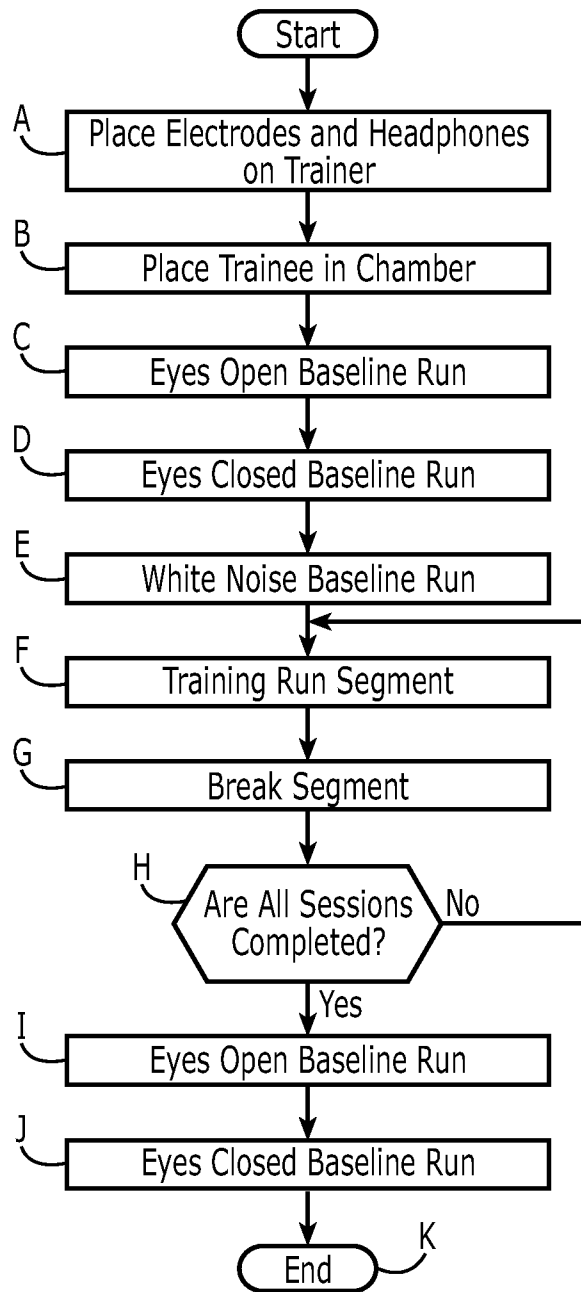 Start
A
Place Electrodes and Headphones
on Trainer
B
Place Trainee in Chamber
C
Eyes Open Baseline Run
D
Eyes Closed Baseline Run
E
White Noise Baseline Run
F
Training Run Segment
G
Break Segment
H
Are All Sessions
Completed?
No
Yes
I
Eyes Open Baseline Run
J
Eyes Closed Baseline Run
K
End